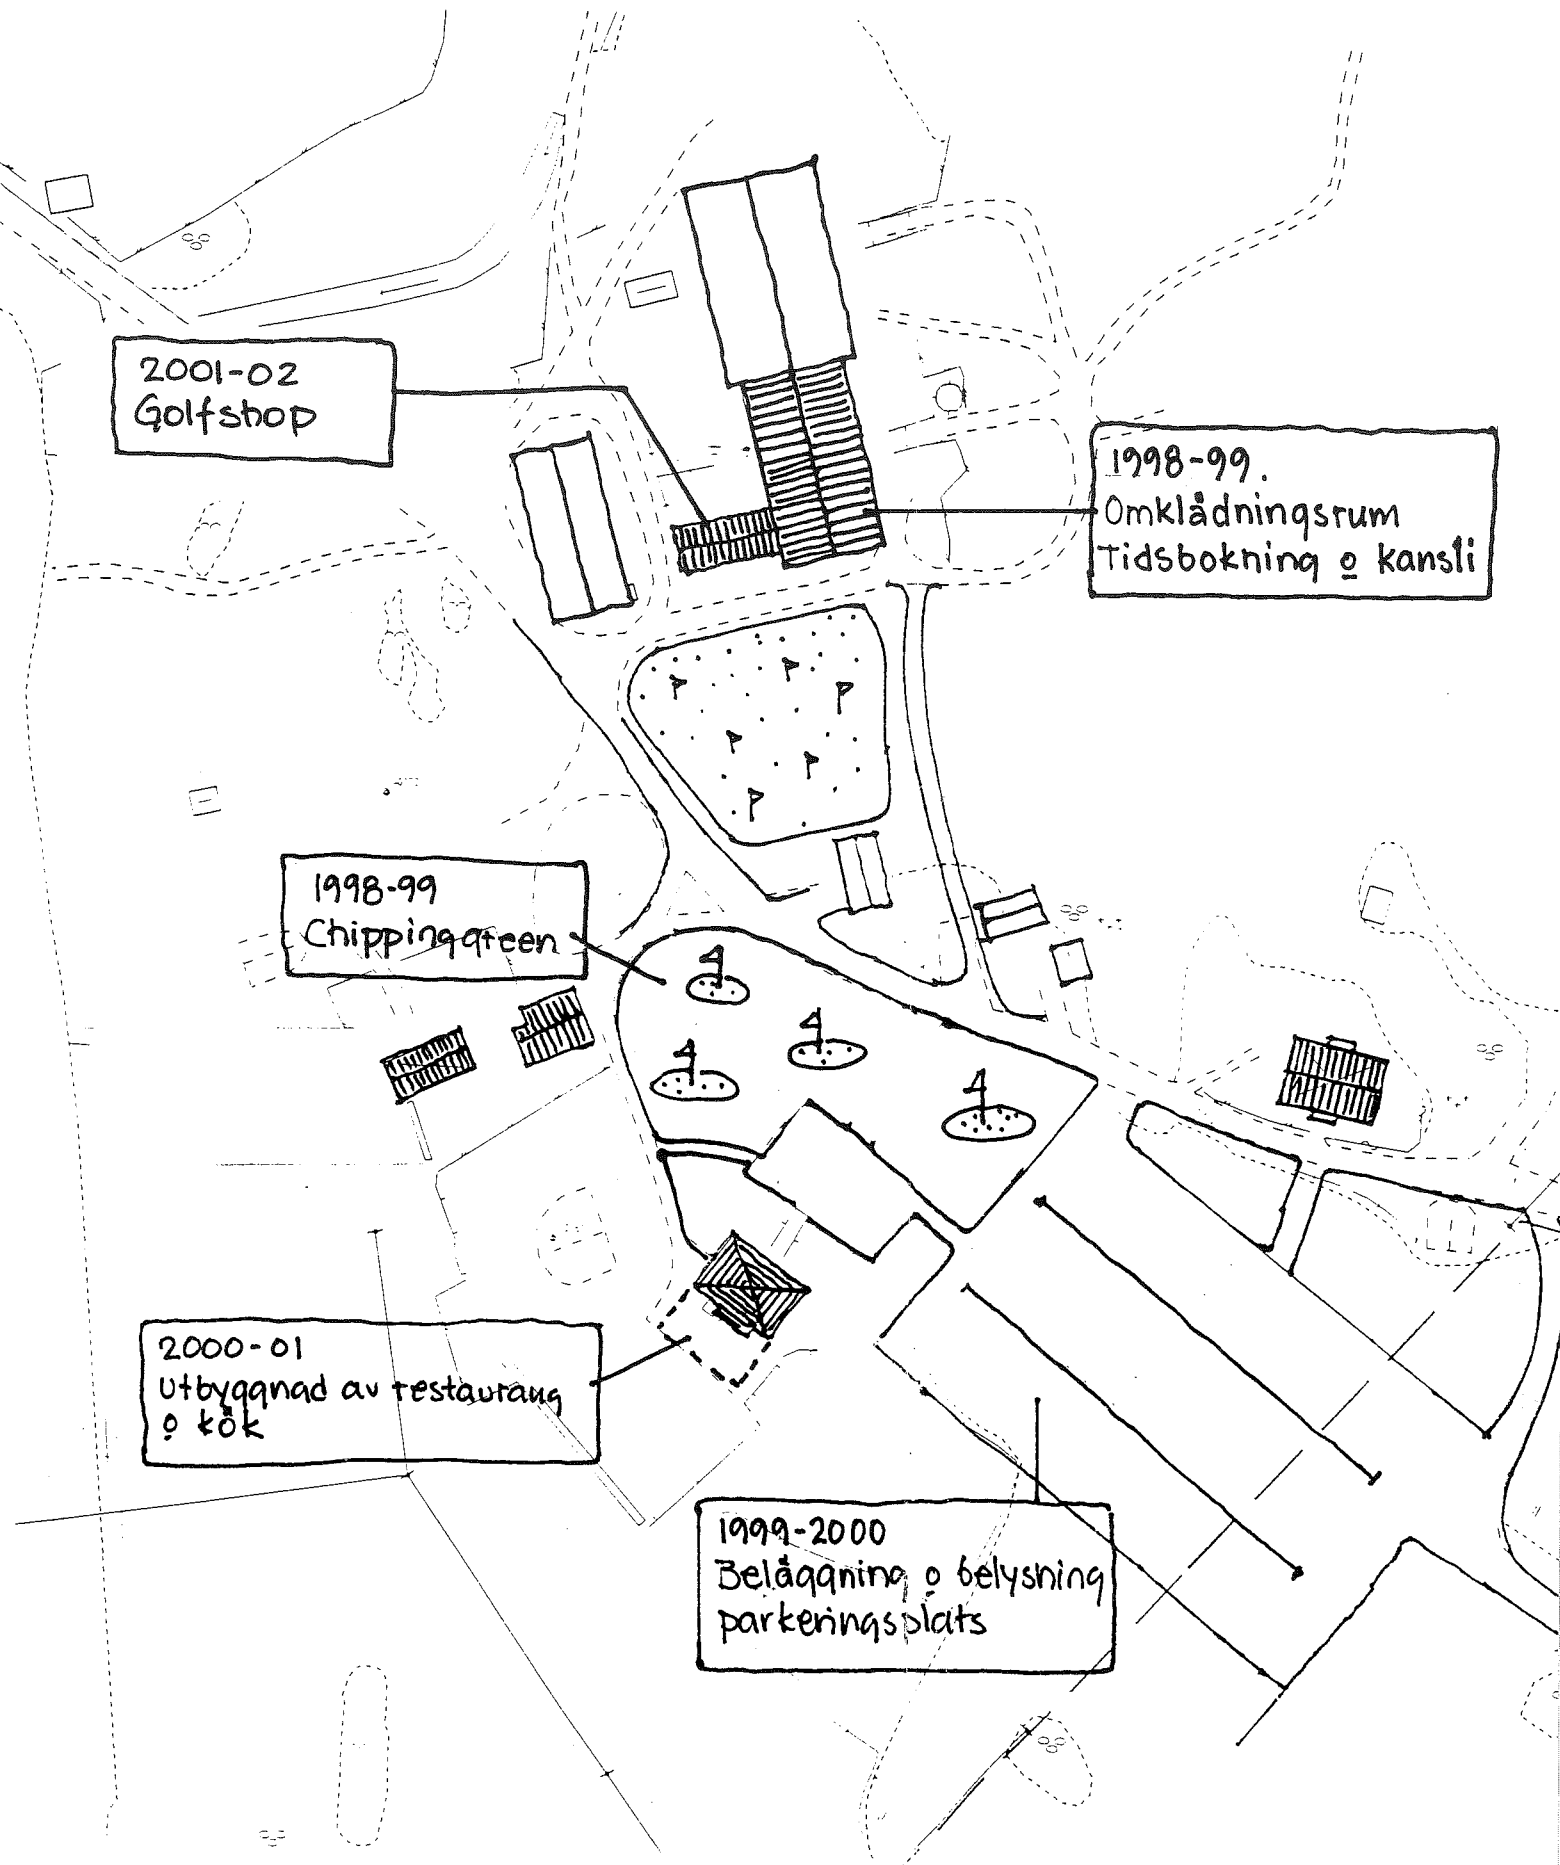 2001-02
Golfshop
1998-99.
Omklädningsrum
Tidsbokning o kansli
1998-99
Chippinggreen
2000-01
Utbyggnad av restaurang
o kök
1999-2000
Beläggning o belysning
parkeringsplats